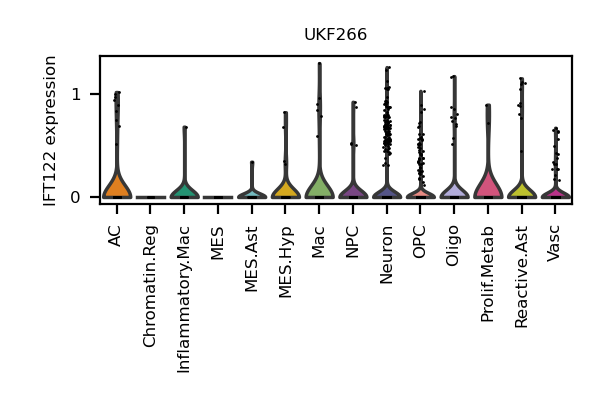 UKF266
IFT122 expression
1
0
AC
Chromatin.Reg
Inflammatory.Mac
MES
MES.Ast
MES.Hyp
Mac
NPC
Neuron
OPC
Oligo
Prolif.Metab
Reactive.Ast
Vasc